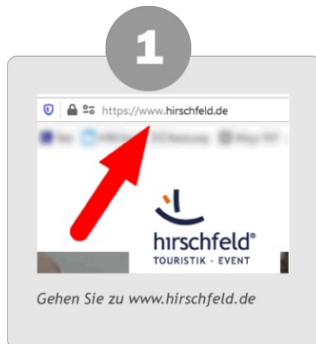 1
https://www.hirschfeld.de
hirschfeld®
TOURISTIK - EVENT
Gehen Sie zu www.hirschfeld.de